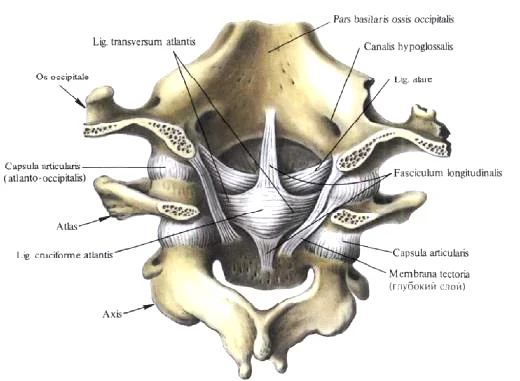 Pars basilaris ossis occipitalis
Lig. transversum atlantis
Canalis hypoglossalis
Os occipitale
Lig. alare
Capsula articularis
(atlanto-occipitalis)
Fasciculum longitudinalis
Atlas
Lig. cruciforme atlantis
Capsula articularis
Membrana tectoria
(глубокий слой)
Axis